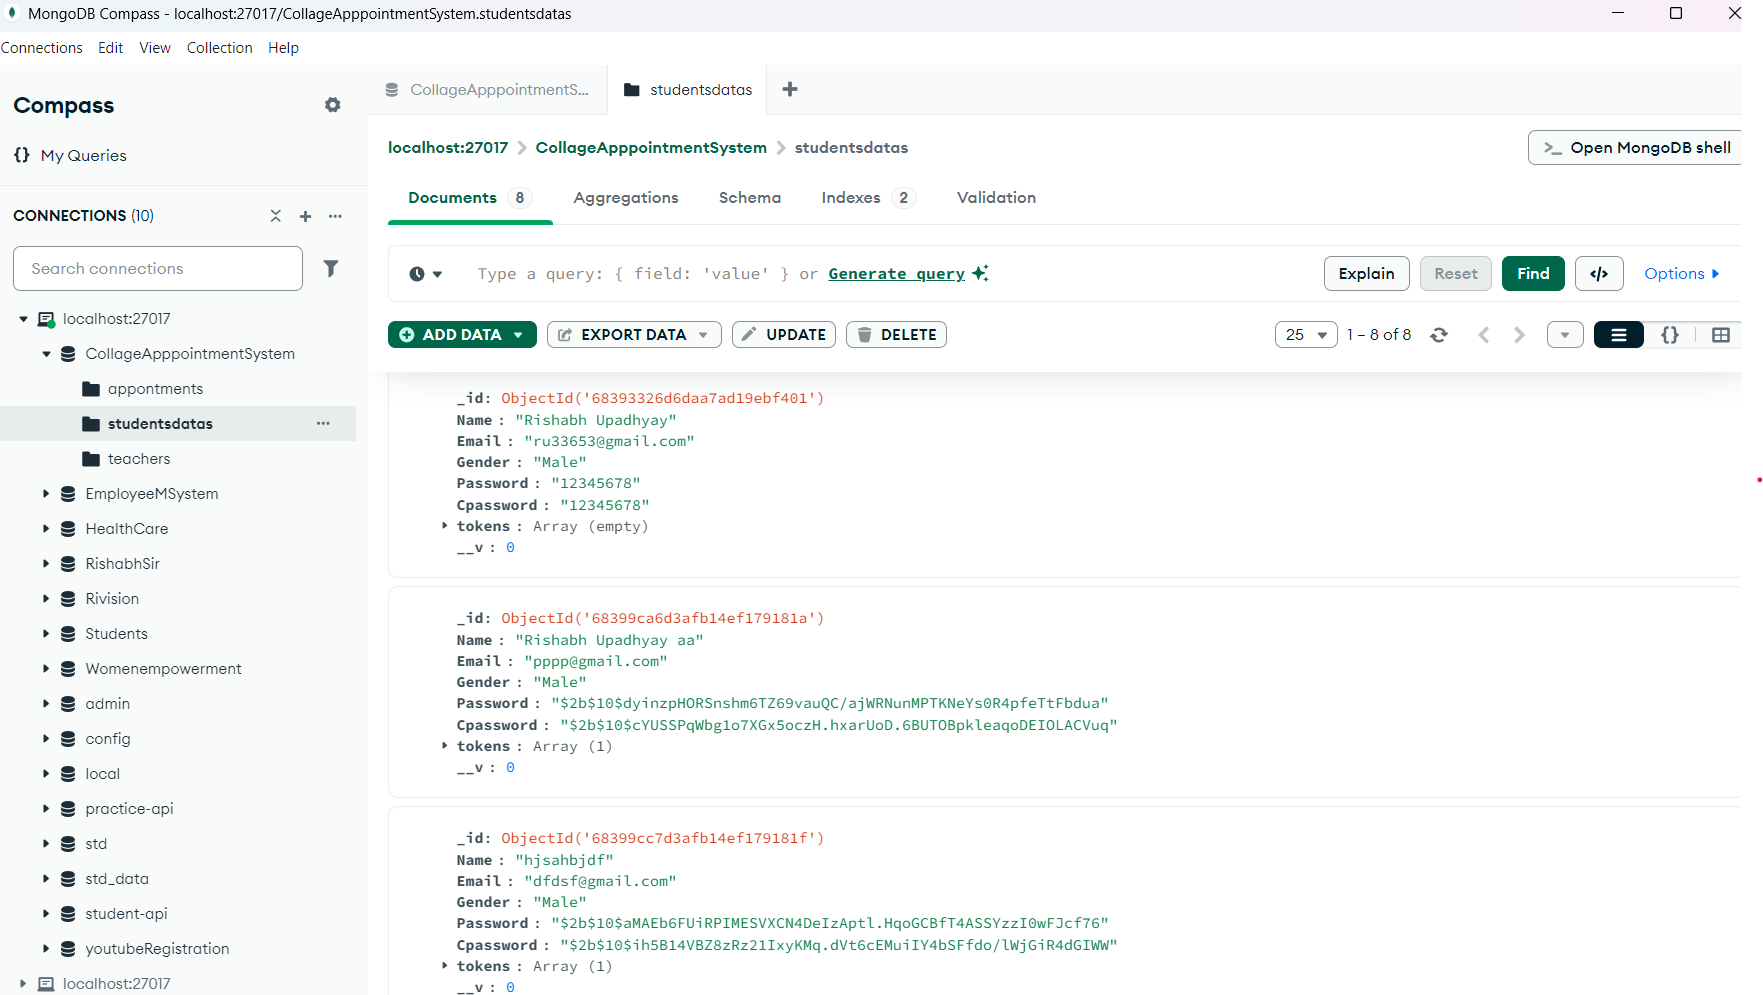 MongoDB Compass - localhost:27017/CollageApppointmentSystem.studentsdatas
Connections Edit View Collection Help
Compass
My Queries
CONNECTIONS (10)
Search connections
localhost:27017
CollageApppointmentSystem
appontments
studentsdatas
teachers
EmployeeMSystem
HealthCare
RishabhSir
Rivision
Students
Womenempowerment
admin
config
local
practice-api
std
std_data
student-api
youtubeRegistration
localhost:27017
CollageApppointmentS...
studentsdatas
localhost:27017 > CollageApppointmentSystem > studentsdatas
>_ Open MongoDB shell
Documents 8 Aggregations Schema Indexes 2 Validation
Type a query: { field: 'value' } or Generate query
Explain Reset Find </> Options
ADD DATA EXPORT DATA UPDATE DELETE
25 1 – 8 of 8 {}
_id: ObjectId('68393326d6daa7ad19ebf401')
Name : "Rishabh Upadhyay"
Email : "ru33653@gmail.com"
Gender : "Male"
Password : "12345678"
Cpassword : "12345678"
tokens : Array (empty)
__v : 0
_id: ObjectId('68399ca6d3afb14ef179181a')
Name : "Rishabh Upadhyay aa"
Email : "pppp@gmail.com"
Gender : "Male"
Password : "$2b$10$dyinzpHORSnshm6TZ69vauQC/ajWRNunMPTKNeYs0R4pfeTtFbdua"
Cpassword : "$2b$10$cYUSSPqWbg1o7XGx5oczH.hxarUoD.6BUTOBpkleaqoDEIOLACVuq"
tokens : Array (1)
__v : 0
_id: ObjectId('68399cc7d3afb14ef179181f')
Name : "hjsahbjdf"
Email : "dfdsf@gmail.com"
Gender : "Male"
Password : "$2b$10$aMAEb6FUiRPIMESVXCN4DeIzAptl.HqoGCBfT4ASSYzzI0wFJcf76"
Cpassword : "$2b$10$ih5B14VBZ8zRz21IxyKMq.dVt6cEMuiIY4bSFfdo/lWjGiR4dGIWW"
tokens : Array (1)
__v : 0